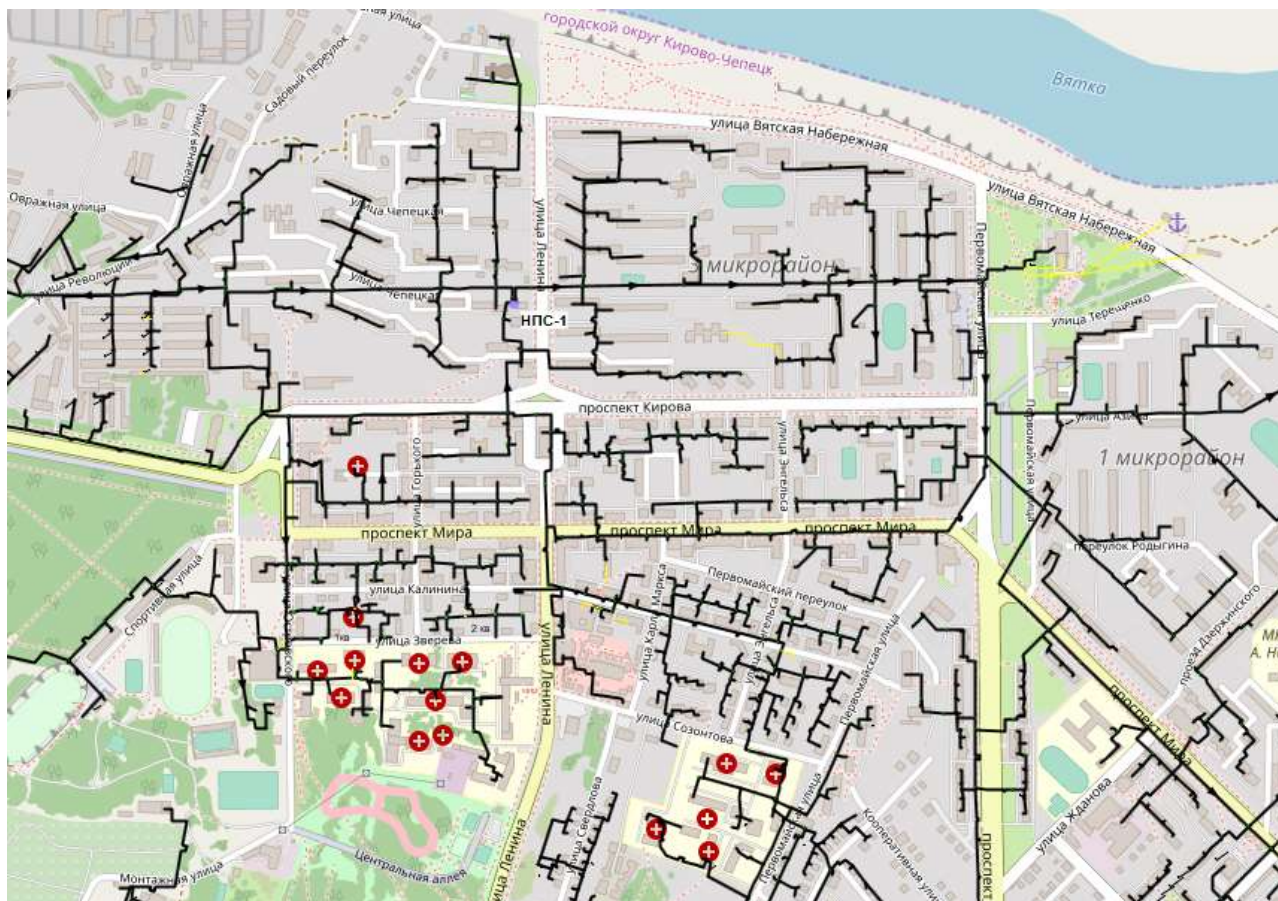 городской округ Кирово-Чепецк
Вятка
Садовый переулок
Овражная улица
улица Вятская Набережная
Овражная улица
улица Чепецкая
улица Ленина
Первомайская улица
улица Вятская Набережная
улица Революции
улица Чепецкая
3 микрорайон
НПС-1
улица Терещенко
проспект Кирова
Первомайская улица
улица Азина
1 микрорайон
улица Горького
улица Энгельса
проспект Мира
проспект Мира
проспект Мира
переулок Родыгина
Спортивная улица
улица Калинина
Первомайский переулок
улица Карла Маркса
улица Энгельса
проезд Дзержинского
1кв
улица Зверева
2 кв
улица Ленина
Первомайская улица
А. Н
улица Созонтова
проспект Мира
улица Свердлова
Первомайская улица
Кооперативная ули
улица Жданова
Монтажная улица
Центральная аллея
ица Ленина
проспект